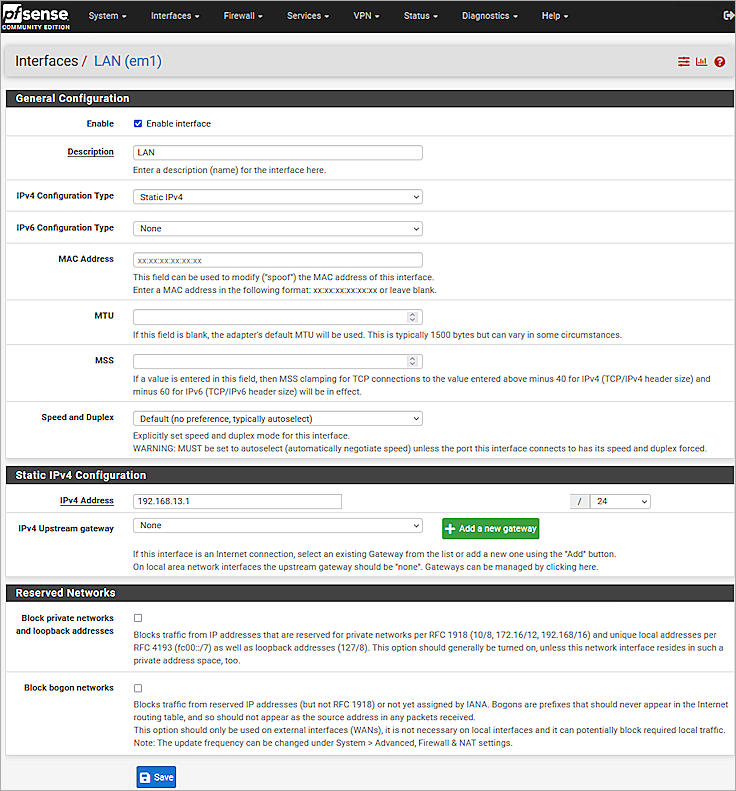 pfsense
COMMUNITY EDITION
System
Interfaces
Firewall
Services
VPN
Status
Diagnostics
Help
Interfaces / LAN (em1)
General Configuration
Enable
Enable interface
Description
LAN
Enter a description (name) for the interface here.
IPv4 Configuration Type
Static IPv4
IPv6 Configuration Type
None
MAC Address
xx:xx:xx:xx:xx:xx
This field can be used to modify ("spoof") the MAC address of this interface.
Enter a MAC address in the following format: xx:xx:xx:xx:xx:xx or leave blank.
MTU
If this field is blank, the adapter's default MTU will be used. This is typically 1500 bytes but can vary in some circumstances.
MSS
If a value is entered in this field, then MSS clamping for TCP connections to the value entered above minus 40 for IPv4 (TCP/IPv4 header size) and
minus 60 for IPv6 (TCP/IPv6 header size) will be in effect.
Speed and Duplex
Default (no preference, typically autoselect)
Explicitly set speed and duplex mode for this interface.
WARNING: MUST be set to autoselect (automatically negotiate speed) unless the port this interface connects to has its speed and duplex forced.
Static IPv4 Configuration
IPv4 Address
192.168.13.1
/
24
IPv4 Upstream gateway
None
Add a new gateway
If this interface is an Internet connection, select an existing Gateway from the list or add a new one using the "Add" button.
On local area network interfaces the upstream gateway should be "none". Gateways can be managed by clicking here.
Reserved Networks
Block private networks
and loopback addresses
Blocks traffic from IP addresses that are reserved for private networks per RFC 1918 (10/8, 172.16/12, 192.168/16) and unique local addresses per
RFC 4193 (fc00::/7) as well as loopback addresses (127/8). This option should generally be turned on, unless this network interface resides in such a
private address space, too.
Block bogon networks
Blocks traffic from reserved IP addresses (but not RFC 1918) or not yet assigned by IANA. Bogons are prefixes that should never appear in the Internet
routing table, and so should not appear as the source address in any packets received.
This option should only be used on external interfaces (WANs), it is not necessary on local interfaces and it can potentially block required local traffic.
Note: The update frequency can be changed under System > Advanced, Firewall & NAT settings.
Save